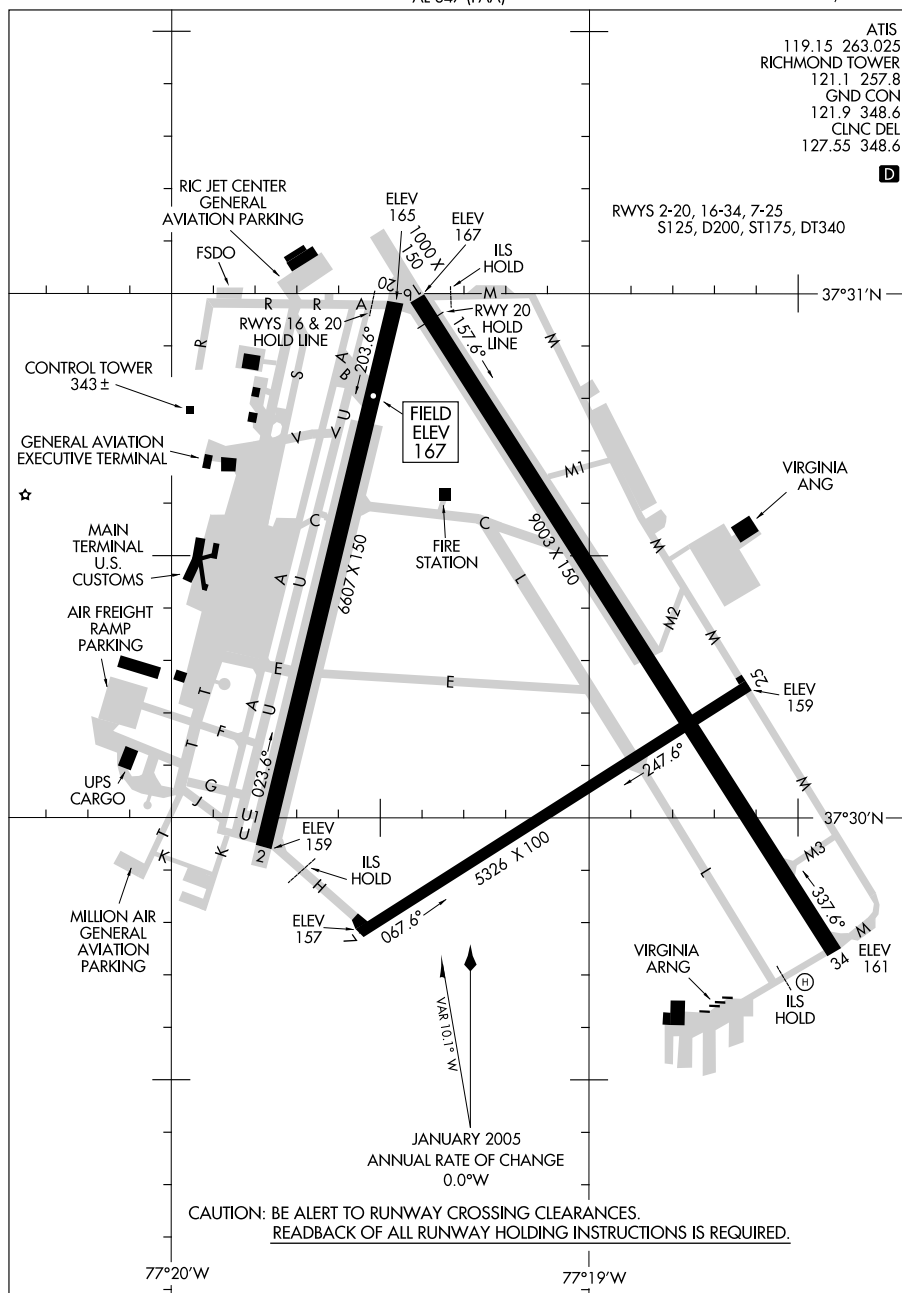 ATIS
119.15 263.025
RICHMOND TOWER
121.1 257.8
GND CON
121.9 348.6
CLNC DEL
127.55 348.6
D
RWYS 2-20, 16-34, 7-25
S125, D200, ST175, DT340
RIC JET CENTER
GENERAL
AVIATION PARKING
FSDO
ELEV
165
ELEV
167
1000 X
150
ILS
HOLD
R
R
A
20
16
M
37°31'N
RWYS 16 & 20
HOLD LINE
RWY 20
HOLD
LINE
203.6°
157.6°
R
S
A
B
M
CONTROL TOWER
343 ±
FIELD
ELEV
167
V
V
U
GENERAL AVIATION
EXECUTIVE TERMINAL
M1
VIRGINIA
ANG
MAIN
TERMINAL
U.S.
CUSTOMS
C
C
FIRE
STATION
9003 X 150
M
A
U
6607 X 150
L
AIR FREIGHT
RAMP
PARKING
M2
M
E
E
T
A
U
25
ELEV
159
F
T
023.6°
247.6°
UPS
CARGO
G
J
U1
U
M
37°30'N
T
K
K
2
ELEV
159
ILS
HOLD
H
5326 X 100
L
M3
MILLION AIR
GENERAL
AVIATION
PARKING
ELEV
157
7
067.6°
337.6°
M
34
ELEV
161
VIRGINIA
ARNG
H
ILS
HOLD
VAR 10.1° W
JANUARY 2005
ANNUAL RATE OF CHANGE
0.0°W
CAUTION: BE ALERT TO RUNWAY CROSSING CLEARANCES.
READBACK OF ALL RUNWAY HOLDING INSTRUCTIONS IS REQUIRED.
77°20'W
77°19'W